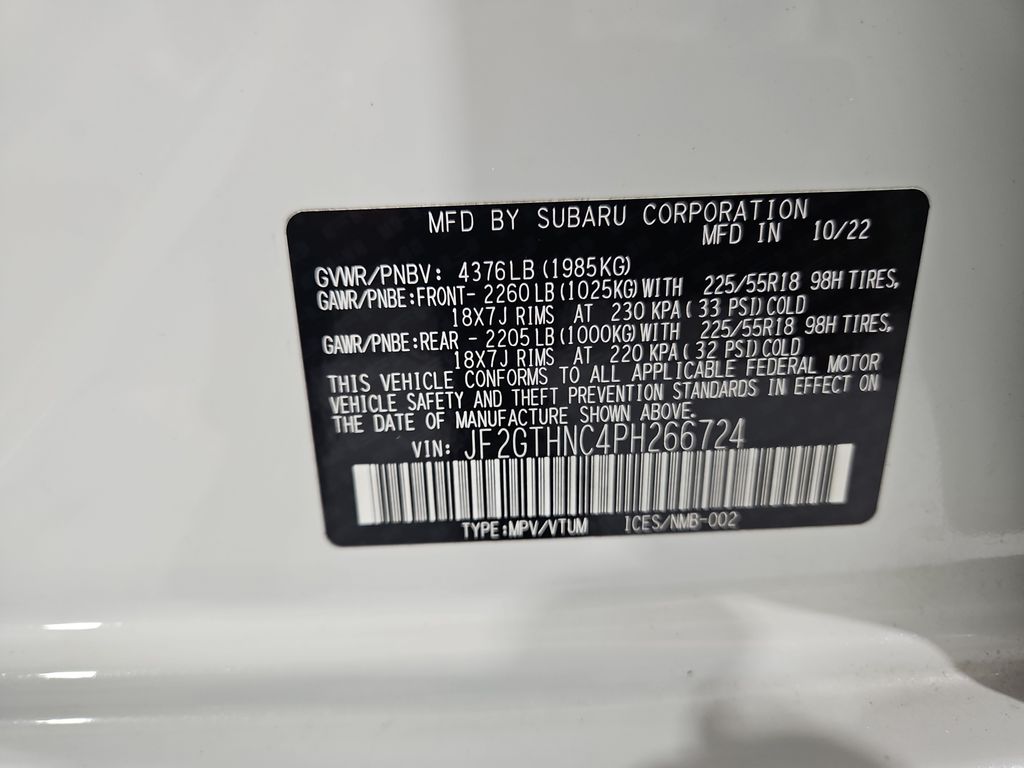 MFD BY SUBARU CORPORATION
MFD IN 10/22
GVWR/PNBV: 4376LB(1985KG)
GAWR/PNBE:FRONT- 2260LB(1025KG)WITH 225/55R18 98H TIRES,
18X7J RIMS AT 230 KPA( 33 PSI)COLD
GAWR/PNBE:REAR - 2205LB(1000KG)WITH 225/55R18 98H TIRES,
18X7J RIMS AT 220 KPA( 32 PSI)COLD
THIS VEHICLE CONFORMS TO ALL APPLICABLE FEDERAL MOTOR
VEHICLE SAFETY AND THEFT PREVENTION STANDARDS IN EFFECT ON
THE DATE OF MANUFACTURE SHOWN ABOVE.
VIN: JF2GTHNC4PH266724
TYPE:MPV/VTUM ICES/NMB-002